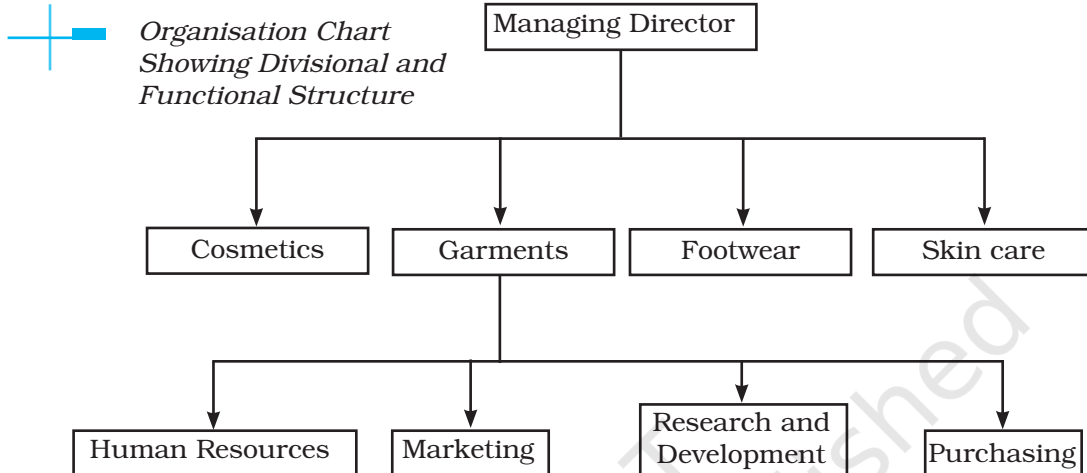 Organisation Chart
Showing Divisional and
Functional Structure
Managing Director
Cosmetics
Garments
Footwear
Skin care
Human Resources
Marketing
Research and
Development
Purchasing